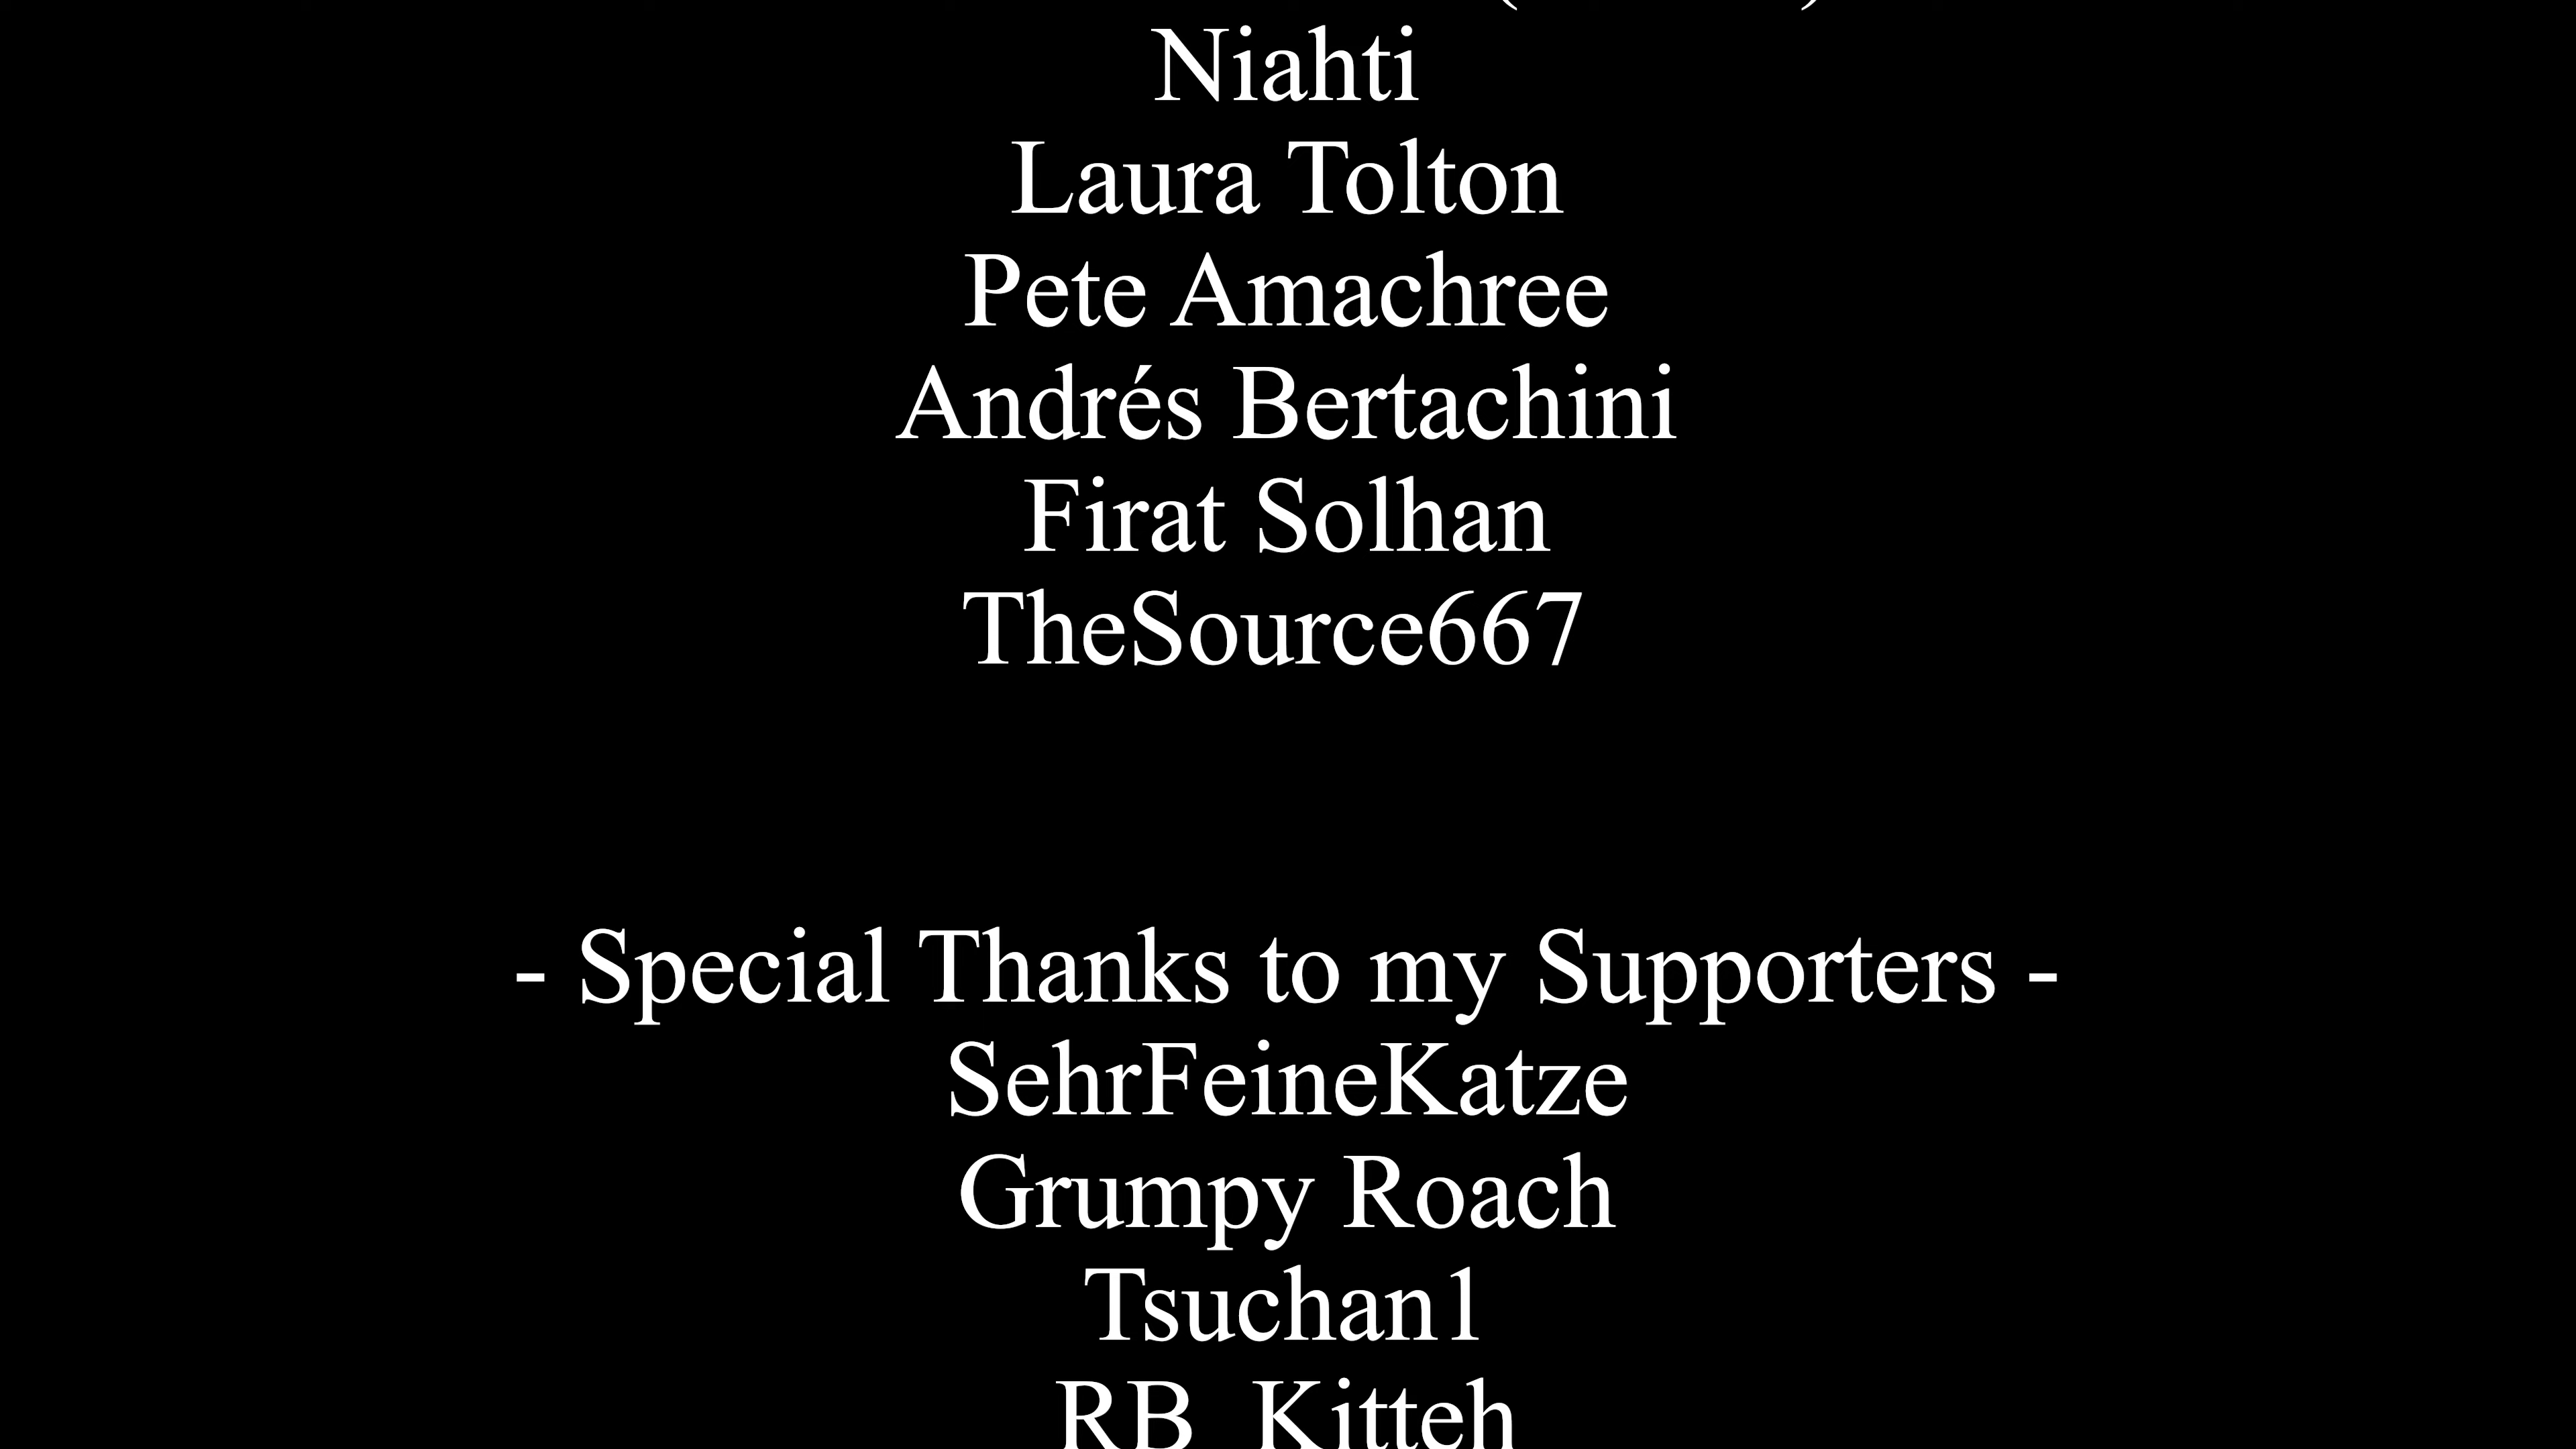 Niahti
Laura Tolton
Pete Amachree
Andrés Bertachini
Firat Solhan
TheSource667
- Special Thanks to my Supporters -
SehrFeineKatze
Grumpy Roach
Tsuchan1
RB_Kitteh